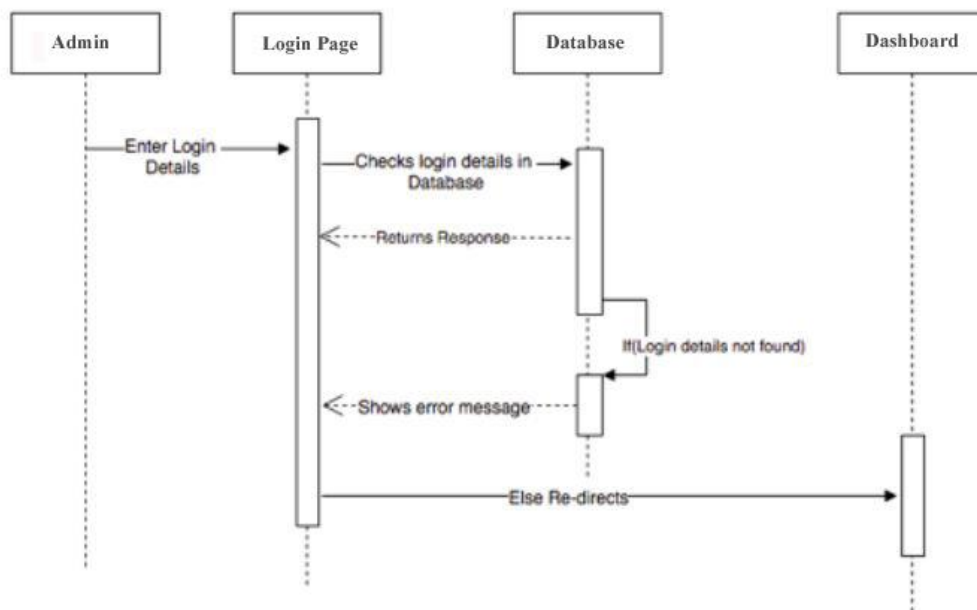 Admin
Login Page
Database
Dashboard
Enter Login
Details
Checks login details in
Database
Returns Response
If(Login details not found)
Shows error message
Else Re-directs